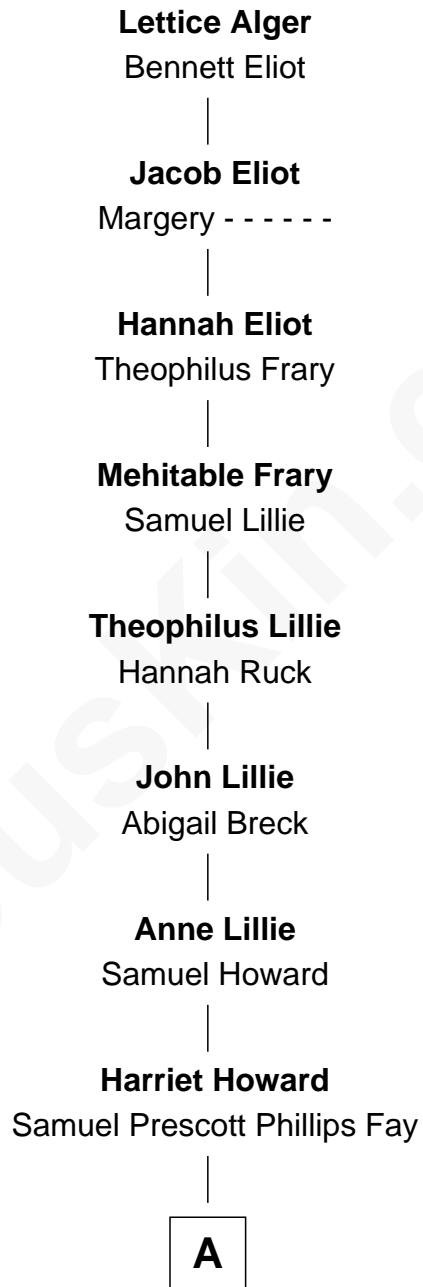 Lettice Alger
Bennett Eliot
Jacob Eliot
Margery - - - - - -
Hannah Eliot
Theophilus Frary
Mehitable Frary
Samuel Lillie
Theophilus Lillie
Hannah Ruck
John Lillie
Abigail Breck
Anne Lillie
Samuel Howard
Harriet Howard
Samuel Prescott Phillips Fay
A